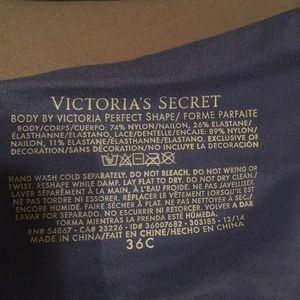 VICTORIA'S SECRET
BODY BY VICTORIA PERFECT SHAPE/ FORME PARFAITE
BODY/CORPS/CUERPO: 74% NYLON/NAILON, 26% ELASTANE/
ÉLASTHANNE/ELASTANO, LACE/DENTELLE/ENCAJE: 89% NYLON/
NAILON, 11% ELASTANE/ÉLASTHANNE/ELASTANO, EXCLUSIVE OF
DECORATION/SANS DÉCORATION/NO INCLUYE DECORACIÓN
HAND WASH COLD SEPARATELY. DO NOT BLEACH. DO NOT WRING OR
TWIST. RESHAPE WHILE DAMP. LAY FLAT TO DRY. DO NOT DRY CLEAN/
LAVER SÉPARÉMENT À LA MAIN, À L'EAU FROIDE. NE PAS JAVELLISER.
NE PAS TORDRE NI ESSORER. REPLACER LE VÊTEMENT LORSQU'IL EST
ENCORE HUMIDE. FAIRE SÉCHER À PLAT. NE PAS NETTOYER À SEC/
LAVAR A MANO POR SEPARADO. NO ESCURRIR NI RETORCER. VOLVER A DAR
FORMA MIENTRAS LA PRENDA ESTÉ HÚMEDA.
RN# 54867 • CA# 23226 • ID# 36007682 • 303185 • 12/14
MADE IN CHINA/FAIT EN CHINE/HECHO EN CHINA
36C